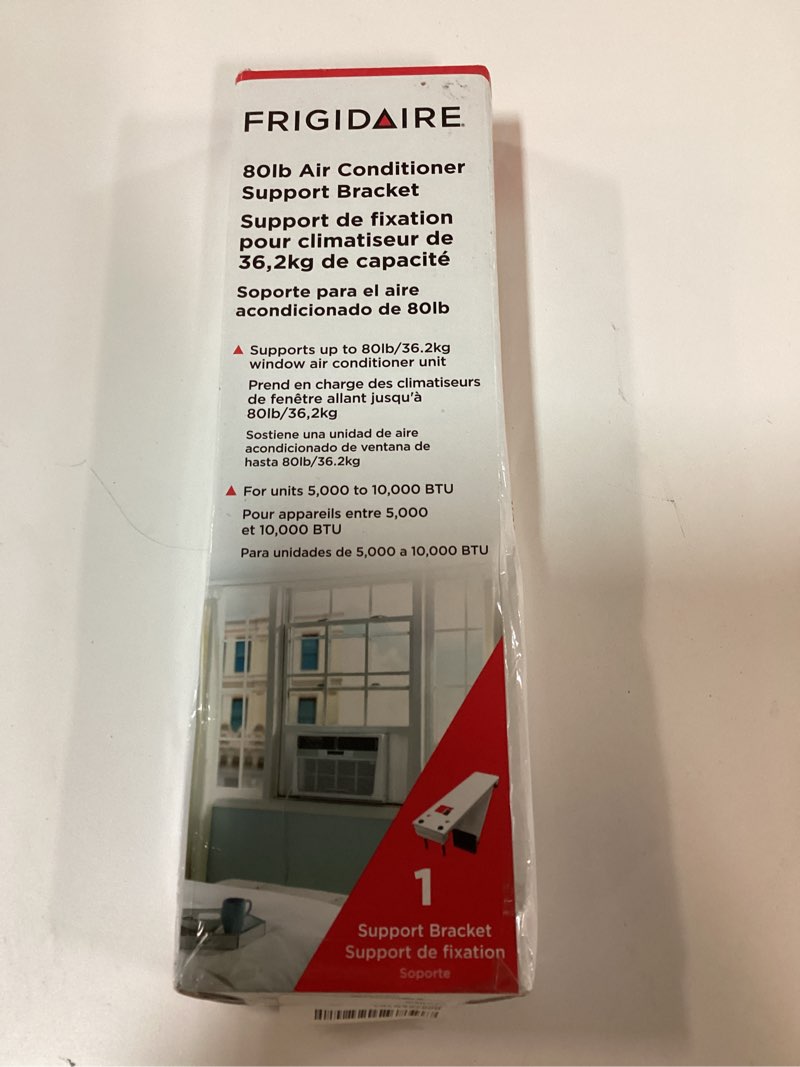 FRIGIDAIRE
80lb Air Conditioner
Support Bracket
Support de fixation
pour climatiseur de
36,2kg de capacité
Soporte para el aire
acondicionado de 80lb
Supports up to 80lb/36.2kg
window air conditioner unit
Prend en charge des climatiseurs
de fenêtre allant jusqu'à
80lb/36,2kg
Sostiene una unidad de aire
acondicionado de ventana de
hasta 80lb/36.2kg
For units 5,000 to 10,000 BTU
Pour appareils entre 5,000
et 10,000 BTU
Para unidades de 5,000 a 10,000 BTU
1
Support Bracket
Support de fixation
Soporte